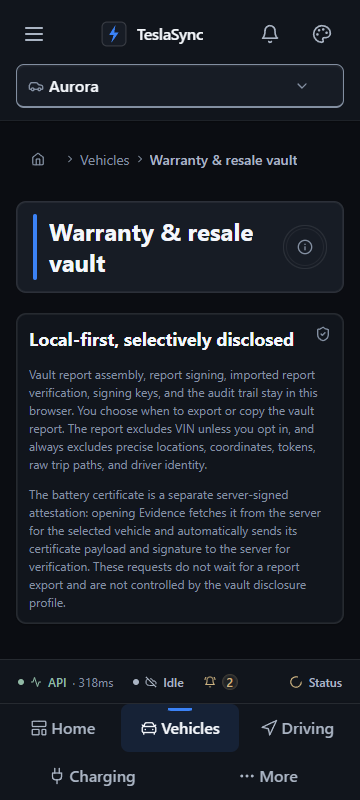 TeslaSync
Aurora
Vehicles
Warranty & resale vault
Warranty & resale
vault
Local-first, selectively disclosed
Vault report assembly, report signing, imported report
verification, signing keys, and the audit trail stay in this
browser. You choose when to export or copy the vault
report. The report excludes VIN unless you opt in, and
always excludes precise locations, coordinates, tokens,
raw trip paths, and driver identity.
The battery certificate is a separate server-signed
attestation: opening Evidence fetches it from the server
for the selected vehicle and automatically sends its
certificate payload and signature to the server for
verification. These requests do not wait for a report
export and are not controlled by the vault disclosure
profile.
API · 318ms Idle 2 Status
Home Vehicles Driving
Charging More